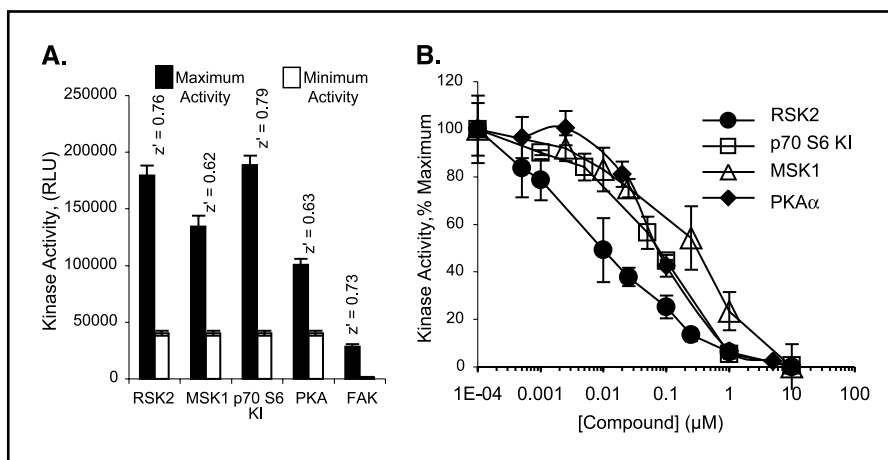 A.
Maximum Activity
Minimum Activity
Kinase Activity, (RLU)
250000
200000
150000
100000
50000
0
z' = 0.76
z' = 0.62
z' = 0.79
z' = 0.63
z' = 0.73
RSK2
MSK1
p70 S6 KI
PKA
FAK
B.
Kinase Activity,% Maximum
120
100
80
60
40
20
0
1E-04
0.001
0.01
0.1
1
10
100
[Compound] (µM)
RSK2
p70 S6 KI
MSK1
PKAα